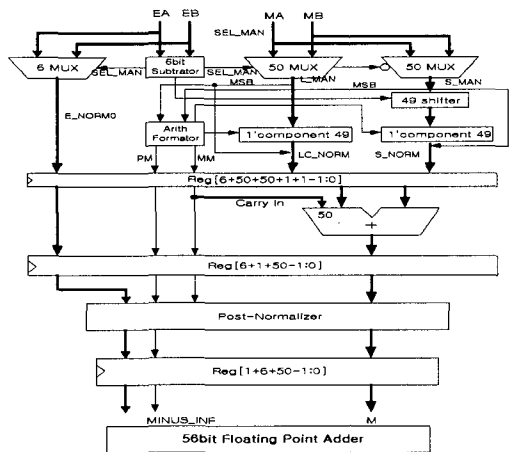 EA EB MA MB
SEL_MAN
6 MUX
SEL_MAN
6bit
Subtrator
SEL_MAN
50 MUX
50 MUX
MSB
L_MAN
MSB
S_MAN
49 shifter
E_NORM0
Arith
Formator
1'component 49
1'component 49
PM
MM
LC_NORM
S_NORM
Reg[6+50+50+1+1-1:0]
Carry In
50
+
Reg[6+1+50-1:0]
Post-Normalizer
Reg[1+6+50-1:0]
MINUS_INF
M
56bit Floating Point Adder